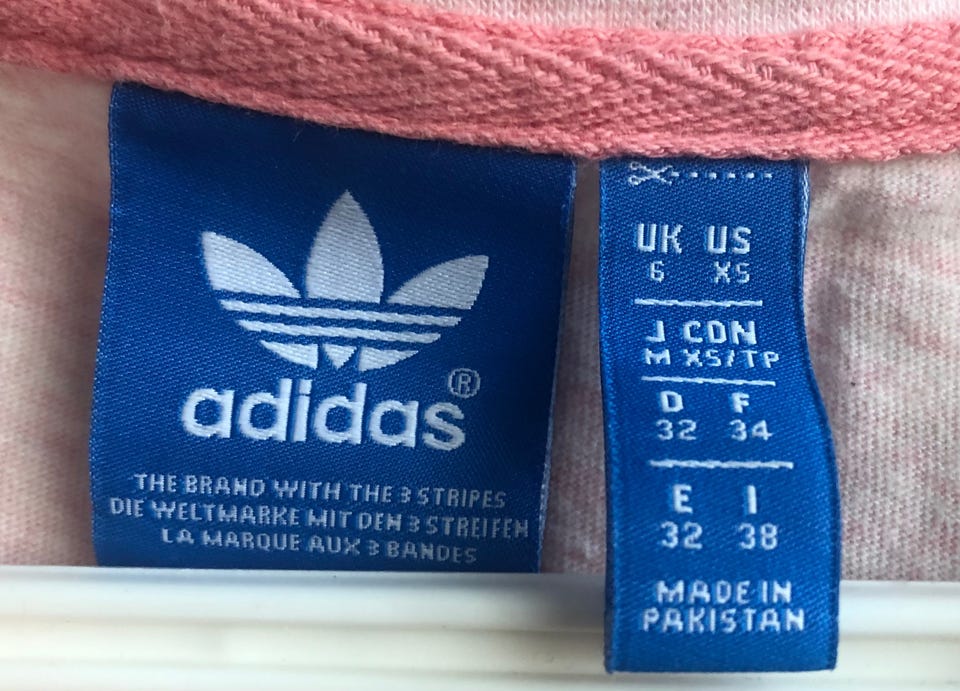 adidas®
THE BRAND WITH THE 3 STRIPES
DIE WELTMARKE MIT DEN 3 STREIFEN
LA MARQUE AUX 3 BANDES
UK US
6 XS
J CDN
M XS/TP
D F
32 34
E I
32 38
MADE IN
PAKISTAN